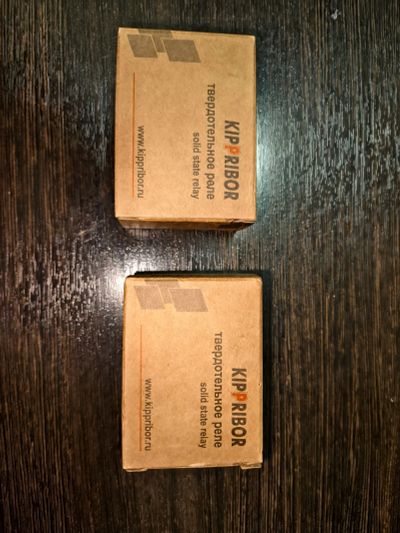 KIPPRIBOR
твердотельное реле
solid state relay
www.kippribor.ru
KIPPRIBOR
твердотельное реле
solid state relay
www.kippribor.ru